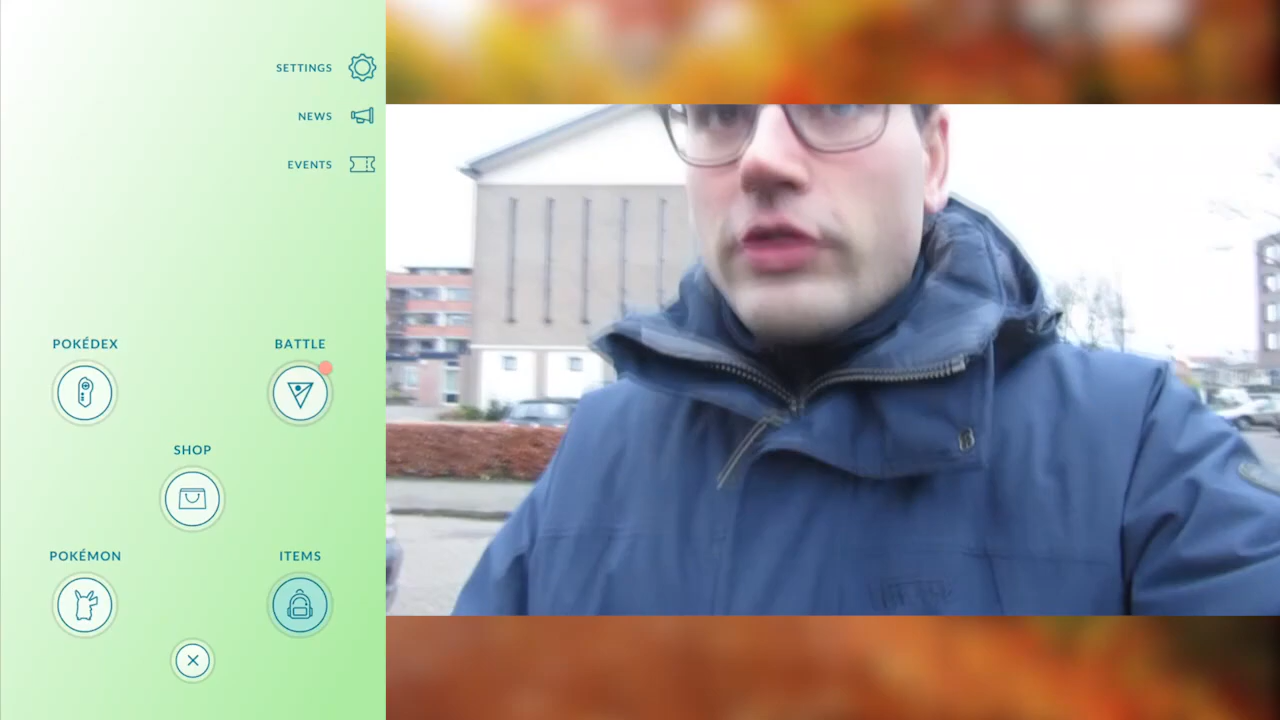 SETTINGS
NEWS
EVENTS
POKÉDEX
BATTLE
SHOP
POKÉMON
ITEMS